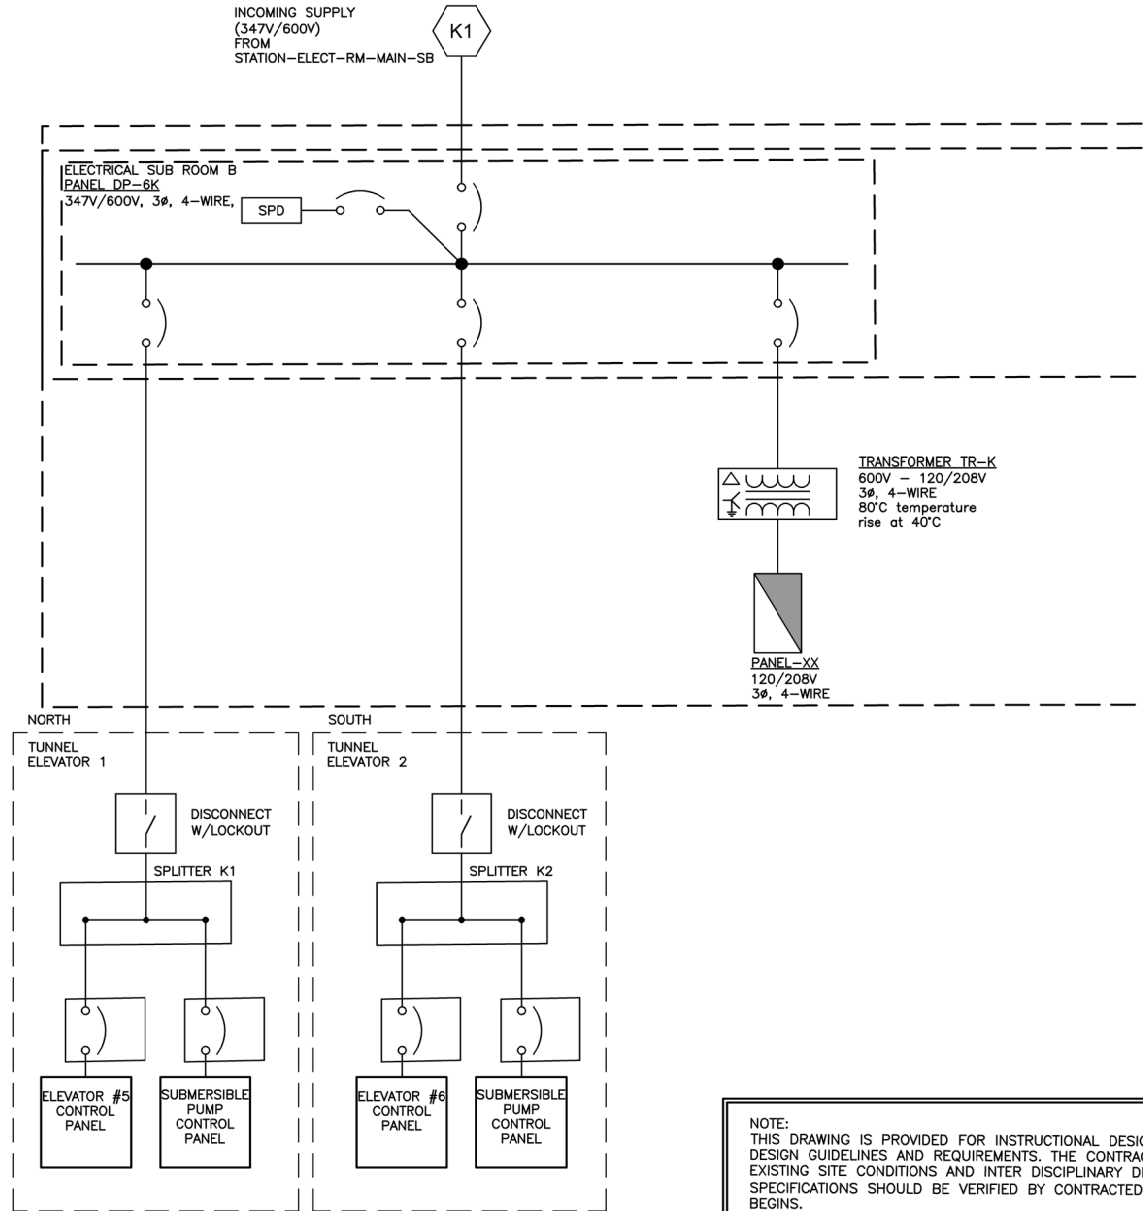 INCOMING SUPPLY
(347V/600V)
FROM
STATION-ELECT-RM-MAIN-SB
K1
ELECTRICAL SUB ROOM B
PANEL DP-6K
347V/600V, 3ø, 4-WIRE,
SPD
TRANSFORMER TR-K
600V - 120/208V
3ø, 4-WIRE
80°C temperature
rise at 40°C
PANEL-XX
120/208V
3ø, 4-WIRE
NORTH
TUNNEL
ELEVATOR 1
DISCONNECT
W/LOCKOUT
SPLITTER K1
ELEVATOR #5
CONTROL
PANEL
SUBMERSIBLE
PUMP
CONTROL
PANEL
SOUTH
TUNNEL
ELEVATOR 2
DISCONNECT
W/LOCKOUT
SPLITTER K2
ELEVATOR #6
CONTROL
PANEL
SUBMERSIBLE
PUMP
CONTROL
PANEL
NOTE:
THIS DRAWING IS PROVIDED FOR INSTRUCTIONAL DESIG
DESIGN GUIDELINES AND REQUIREMENTS. THE CONTRAC
EXISTING SITE CONDITIONS AND INTER DISCIPLINARY D
SPECIFICATIONS SHOULD BE VERIFIED BY CONTRACTED
BEGINS.